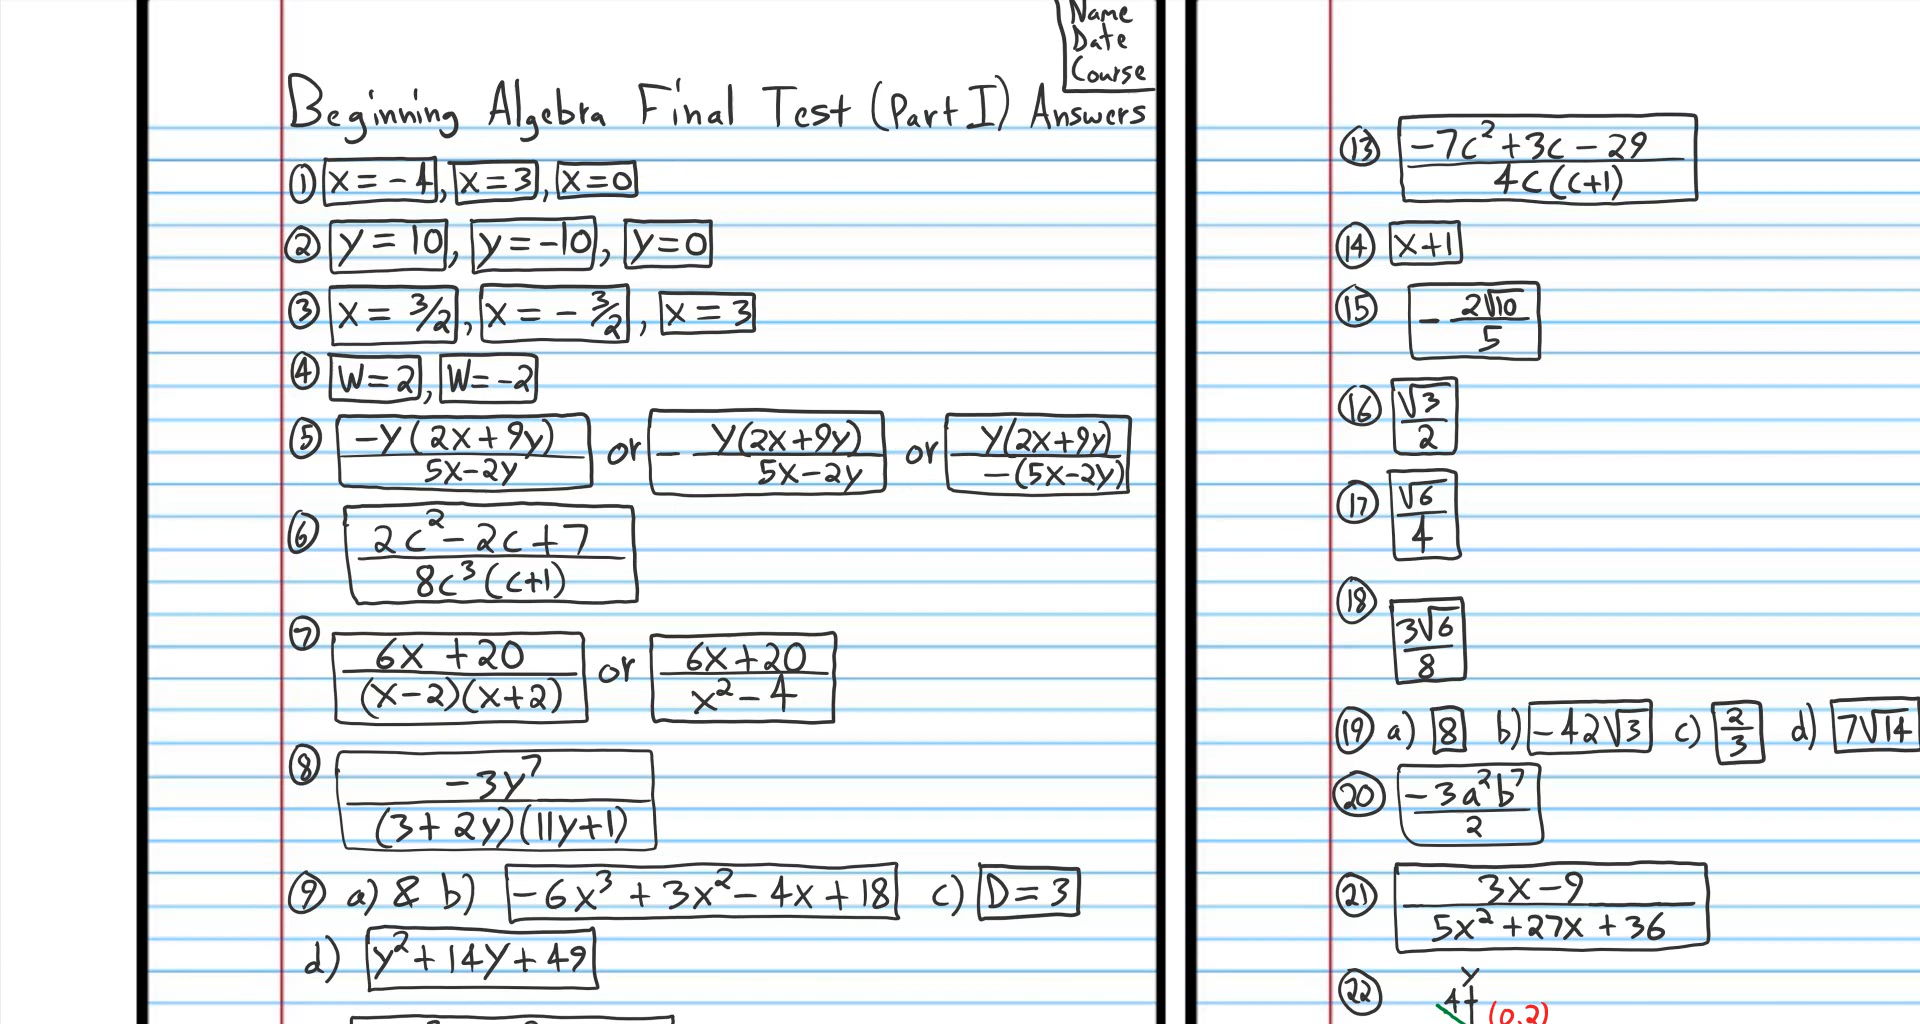 Name
Date
Course
Beginning Algebra Final Test (Part I) Answers
① x = -4, x = 3, x = 0
② y = 10, y = -10, y = 0
③ x = 3/2, x = -3/2, x = 3
④ W = 2, W = -2
⑤ -y(2x+9y)/(5x-2y) or -y(2x+9y)/(5x-2y) or y(2x+9y)/-(5x-2y)
⑥ (2c² - 2c + 7)/(8c³(c+1))
⑦ (6x + 20)/((x-2)(x+2)) or (6x+20)/(x² - 4)
⑧ -3y⁷/((3+2y)(11y+1))
⑨ a) & b) -6x³ + 3x² - 4x + 18 c) D = 3
d) y² + 14y + 49
⑬ (-7c² + 3c - 29)/(4c(c+1))
⑭ x+1
⑮ -2√10/5
⑯ √3/2
⑰ √6/4
⑱ 3√6/8
⑲ a) 8 b) -42√3 c) 2/3 d) 7√14
⑳ -3a²b⁷/2
㉑ (3x - 9)/(5x² + 27x + 36)
㉒ y
4
(0,3)